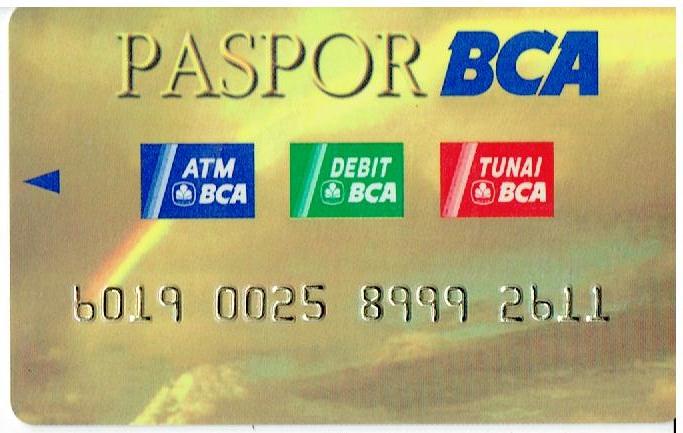 PASPOR BCA
ATM BCA
DEBIT BCA
TUNAI BCA
6019 0025 8999 2611